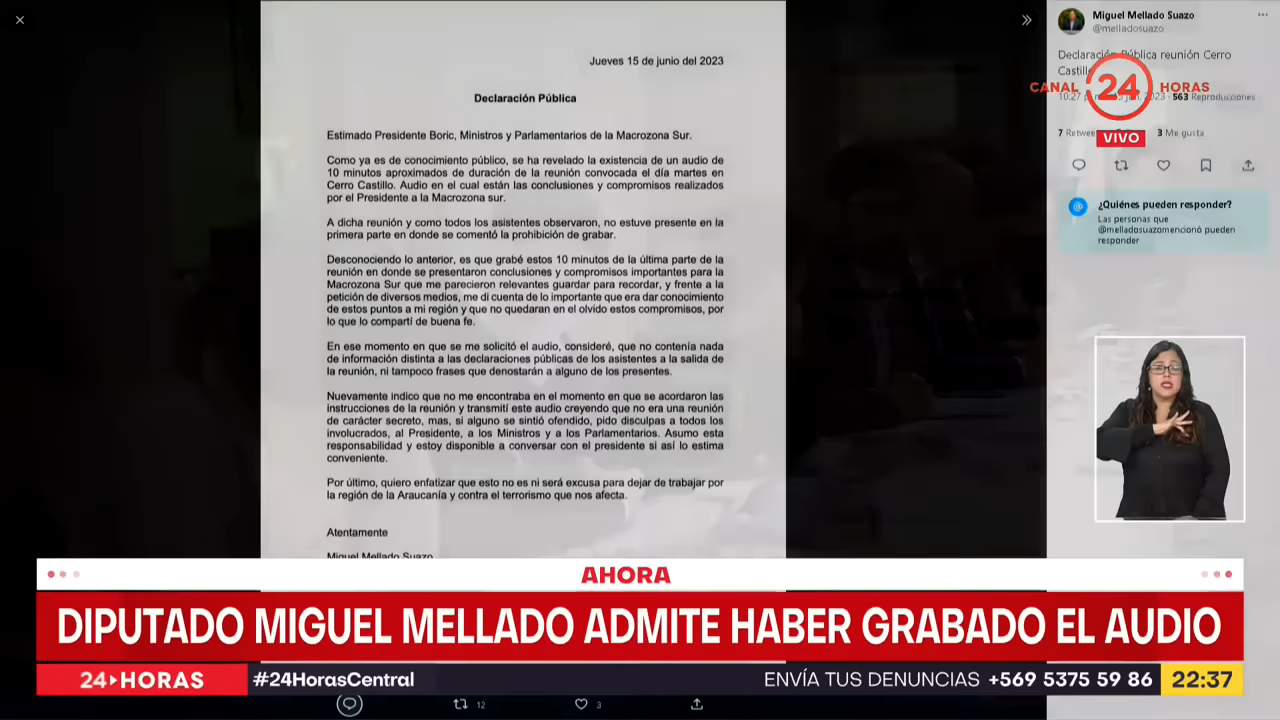 Jueves 15 de junio del 2023
Declaración Pública
Estimado Presidente Boric, Ministros y Parlamentarios de la Macrozona Sur.
Como ya es de conocimiento público, se ha revelado la existencia de un audio de
10 minutos aproximados de duración de la reunión convocada el día martes en
Cerro Castillo. Audio en el cual están las conclusiones y compromisos realizados
por el Presidente a la Macrozona sur.
A dicha reunión y como todos los asistentes observaron, no estuve presente en la
primera parte en donde se comentó la prohibición de grabar.
Desconociendo lo anterior, es que grabé estos 10 minutos de la última parte de la
reunión en donde se presentaron conclusiones y compromisos importantes para la
Macrozona Sur que me parecieron relevantes guardar para recordar, y frente a la
petición de diversos medios, me di cuenta de lo importante que era dar conocimiento
de estos puntos a mi región y que no quedaran en el olvido estos compromisos, por
lo que lo compartí de buena fe.
En ese momento en que se me solicitó el audio, consideré, que no contenía nada
de información distinta a las declaraciones públicas de los asistentes a la salida de
la reunión, ni tampoco frases que denostarán a alguno de los presentes.
Nuevamente indico que no me encontraba en el momento en que se acordaron las
instrucciones de la reunión y transmití este audio creyendo que no era una reunión
de carácter secreto, mas, si alguno se sintió ofendido, pido disculpas a todos los
involucrados, al Presidente, a los Ministros y a los Parlamentarios. Asumo esta
responsabilidad y estoy disponible a conversar con el presidente si así lo estima
conveniente.
Por último, quiero enfatizar que esto no es ni será excusa para dejar de trabajar por
la región de la Araucanía y contra el terrorismo que nos afecta.
Atentamente
Miguel Mellado Suazo
Miguel Mellado Suazo
@melladosuazo
Declaración Pública reunión Cerro
Castillo
CANAL 24 HORAS
10:27 2023 · 563 Reproducciones
7 3 Me gusta
VIVO
¿Quiénes pueden responder?
Las personas que
@melladosuazomencionó pueden
responder
AHORA
DIPUTADO MIGUEL MELLADO ADMITE HABER GRABADO EL AUDIO
24 HORAS #24HorasCentral ENVÍA TUS DENUNCIAS +569 5375 59 86 22:37
12 3